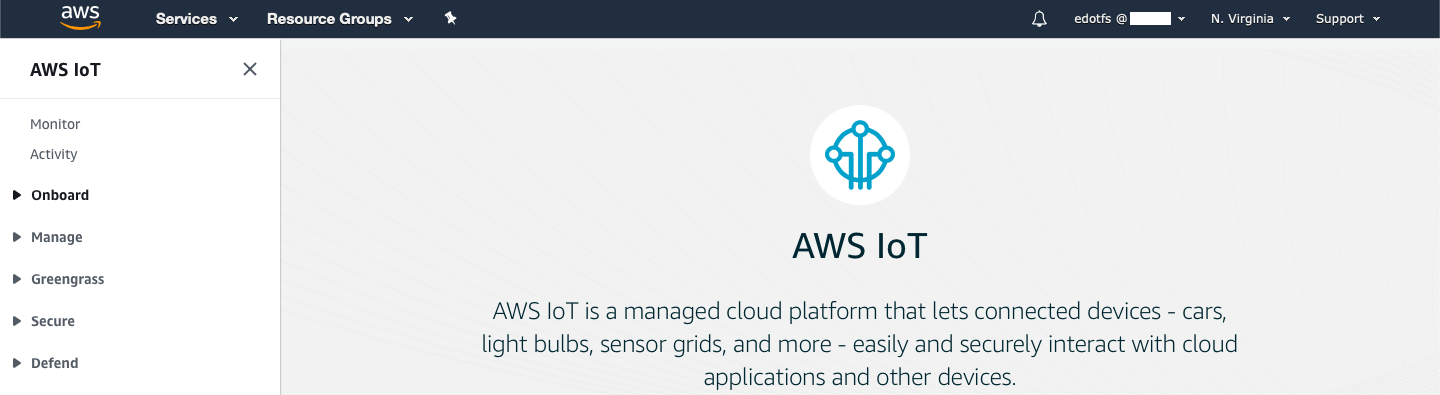 aws Services Resource Groups edotfs @ N. Virginia Support
AWS IoT
Monitor
Activity
Onboard
Manage
Greengrass
Secure
Defend
AWS IoT
AWS IoT is a managed cloud platform that lets connected devices - cars,
light bulbs, sensor grids, and more - easily and securely interact with cloud
applications and other devices.